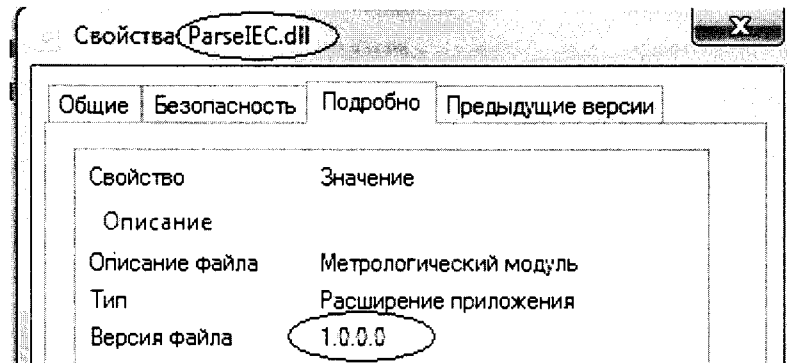 Свойства: ParseIEC.dll
Общие Безопасность Подробно Предыдущие версии
Свойство Значение
Описание
Описание файла Метрологический модуль
Тип Расширение приложения
Версия файла 1.0.0.0